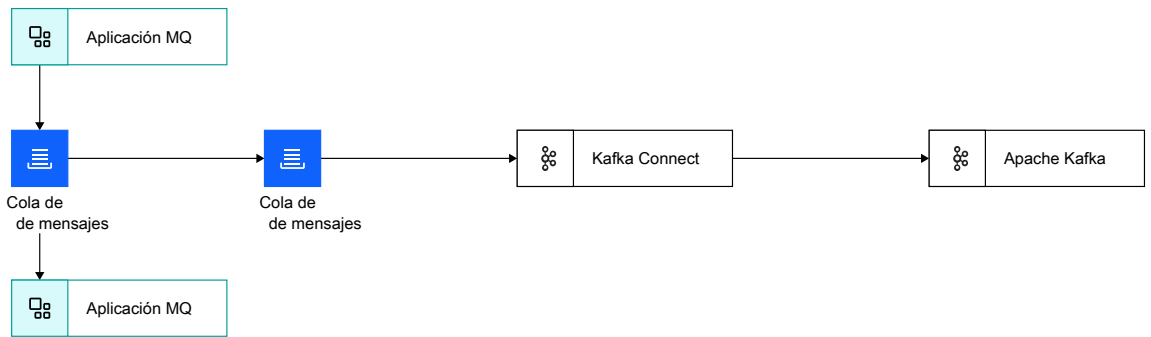 Aplicación MQ
Kafka Connect
Apache Kafka
Cola de
de mensajes
Cola de
de mensajes
Aplicación MQ